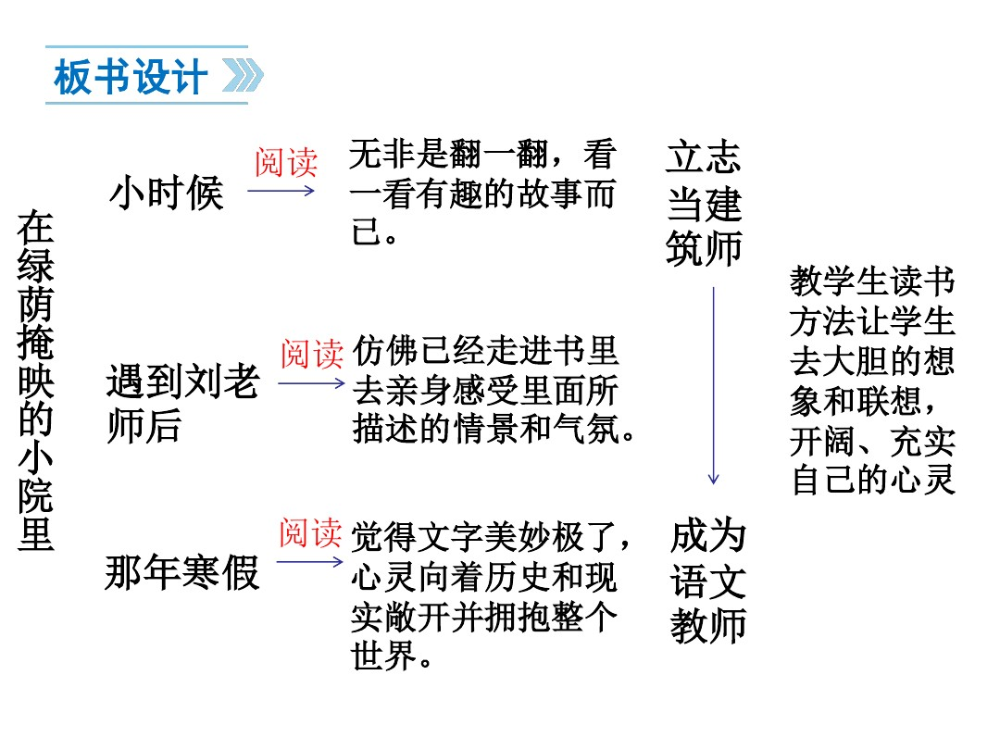 板书设计
在绿荫掩映的小院里
小时候
阅读
无非是翻一翻，看
一看有趣的故事而
已。
遇到刘老
师后
阅读
仿佛已经走进书里
去亲身感受里面所
描述的情景和气氛。
那年寒假
阅读
觉得文字美妙极了，
心灵向着历史和现
实敞开并拥抱整个
世界。
立志
当建
筑师
成为
语文
教师
教学生读书
方法让学生
去大胆的想
象和联想，
开阔、充实
自己的心灵